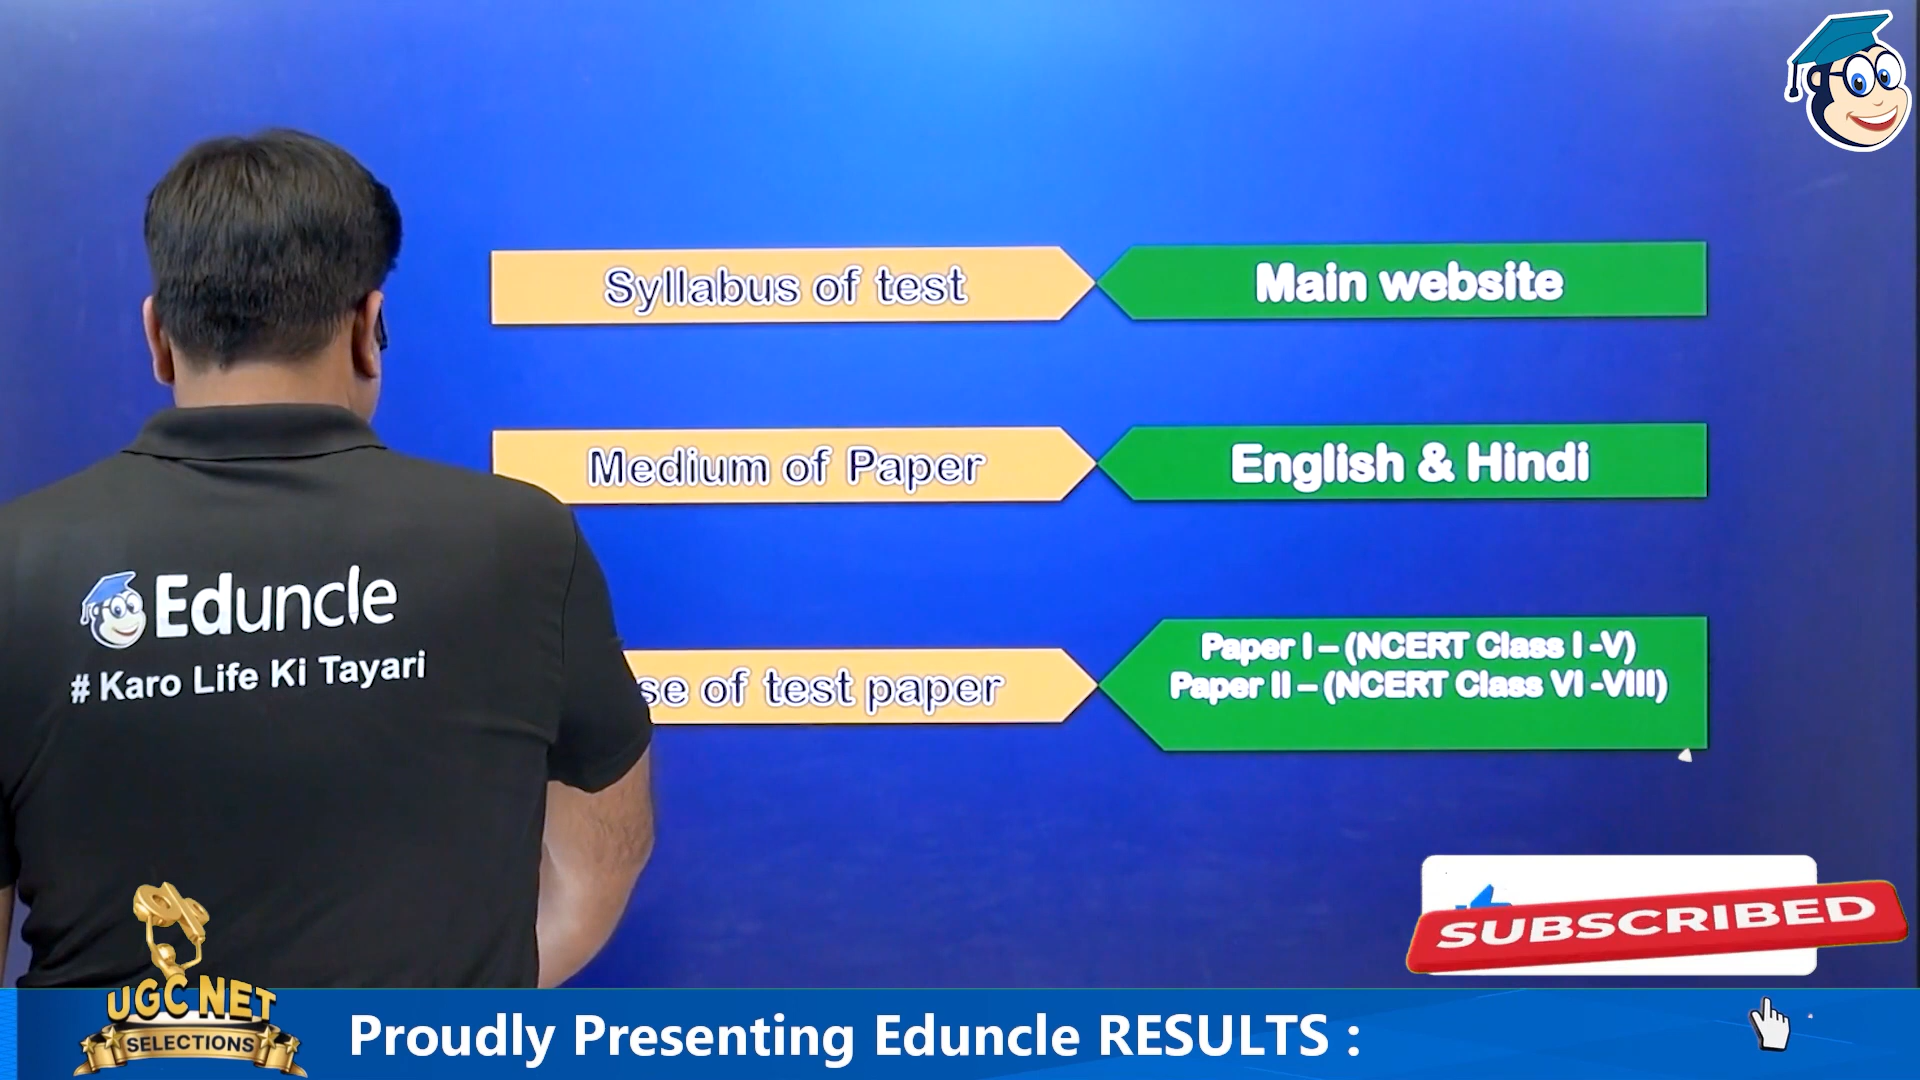 Syllabus of test
Main website
Medium of Paper
English & Hindi
of test paper
Paper I – (NCERT Class I -V)
Paper II – (NCERT Class VI -VIII)
Eduncle
# Karo Life Ki Tayari
SUBSCRIBED
UGC NET
SELECTIONS
Proudly Presenting Eduncle RESULTS :